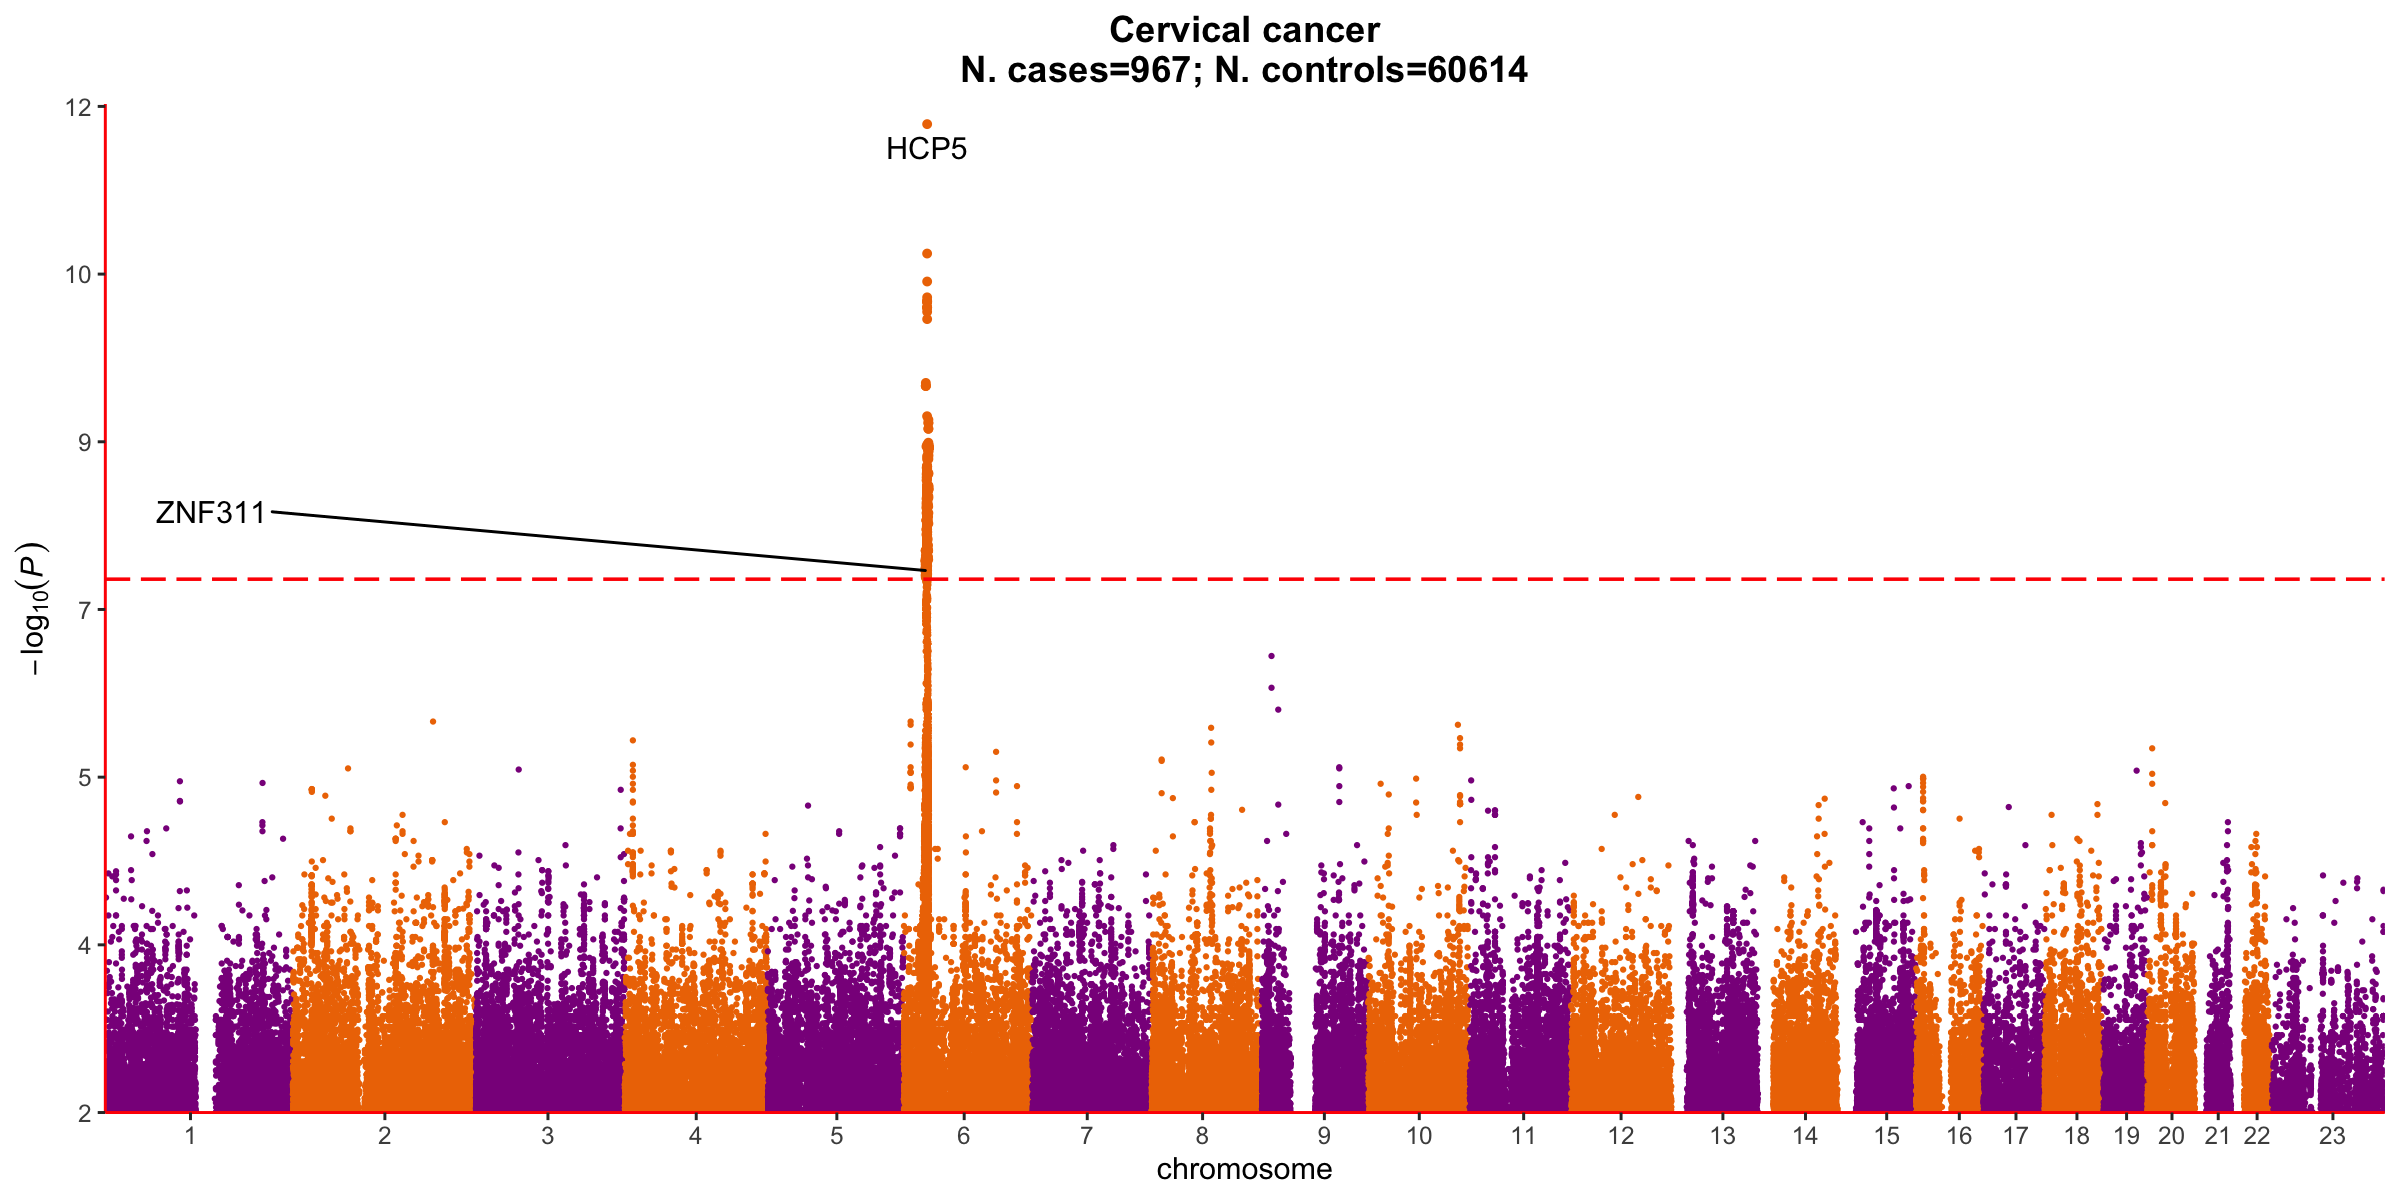 Cervical cancer
N. cases=967; N. controls=60614
12
HCP5
10
9
ZNF311
7
5
4
2
−log10(P)
1 2 3 4 5 6 7 8 9 10 11 12 13 14 15 16 17 18 19 20 21 22 23
chromosome